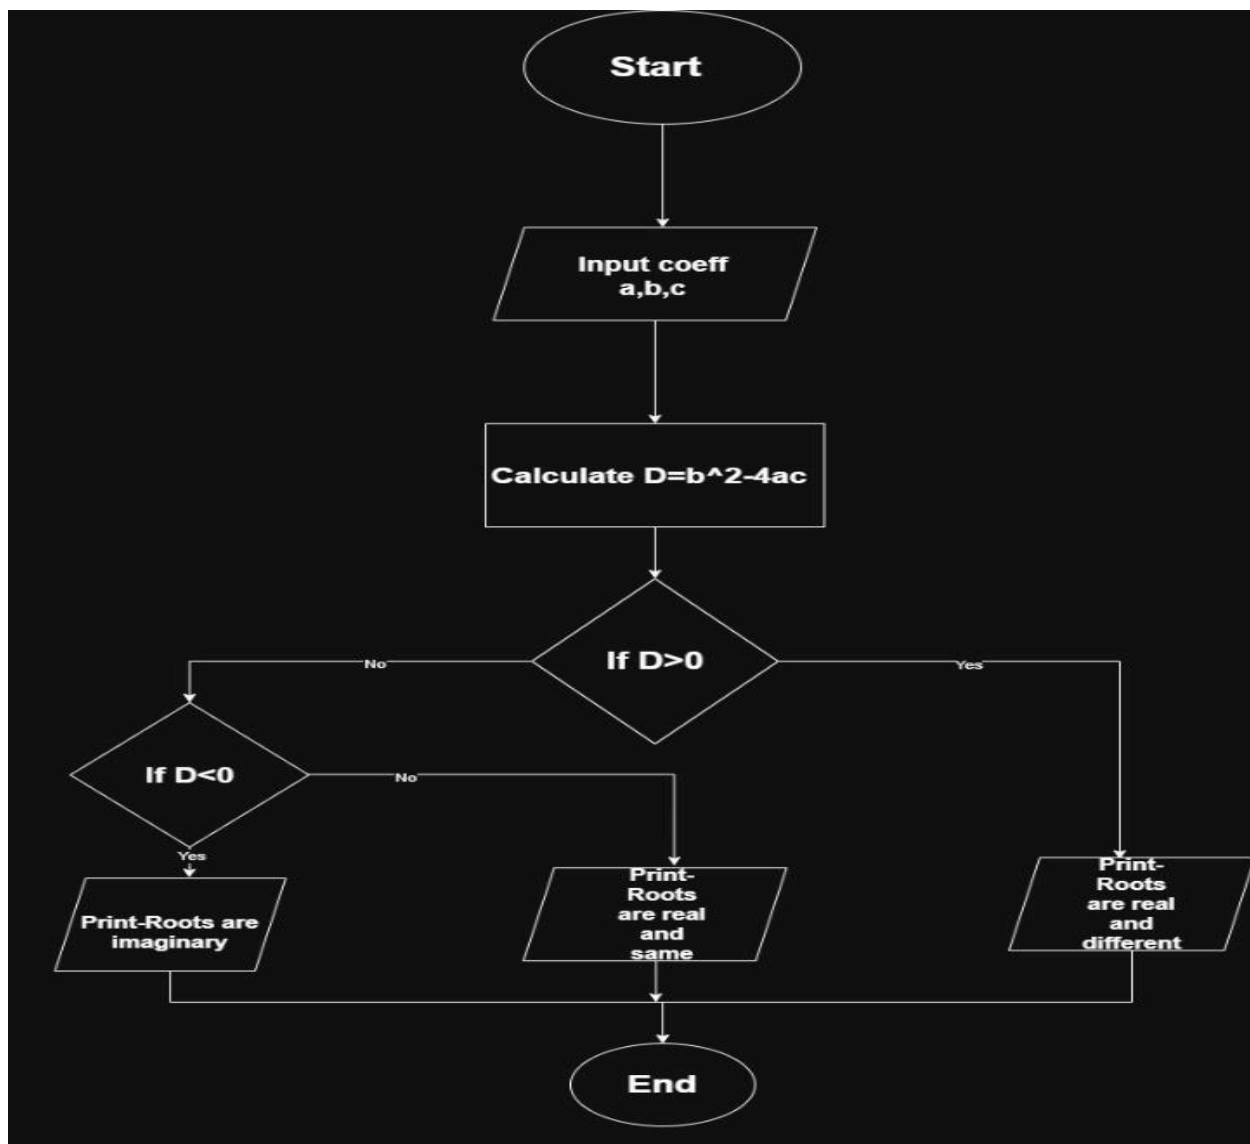 Start
Input coeff
a,b,c
Calculate D=b^2-4ac
If D>0
No
Yes
If D<0
No
Yes
Print-Roots are
imaginary
Print-
Roots
are real
and
same
Print-
Roots
are real
and
different
End